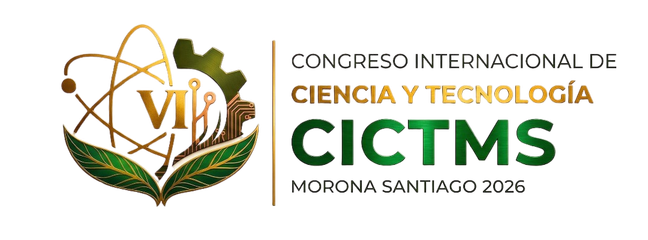 VI
CONGRESO INTERNACIONAL DE
CIENCIA Y TECNOLOGÍA
CICTMS
MORONA SANTIAGO 2026